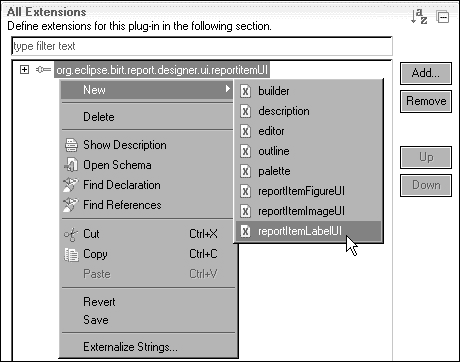 All Extensions
Define extensions for this plug-in in the following section.
type filter text
org.eclipse.birt.report.designer.ui.reportitemUI
Add...
New
builder
Remove
description
Delete
editor
Show Description
outline
Up
Open Schema
palette
Down
Find Declaration
reportItemFigureUI
Find References
reportItemImageUI
Cut Ctrl+X
reportItemLabelUI
Copy Ctrl+C
Paste Ctrl+V
Revert
Save
Externalize Strings...